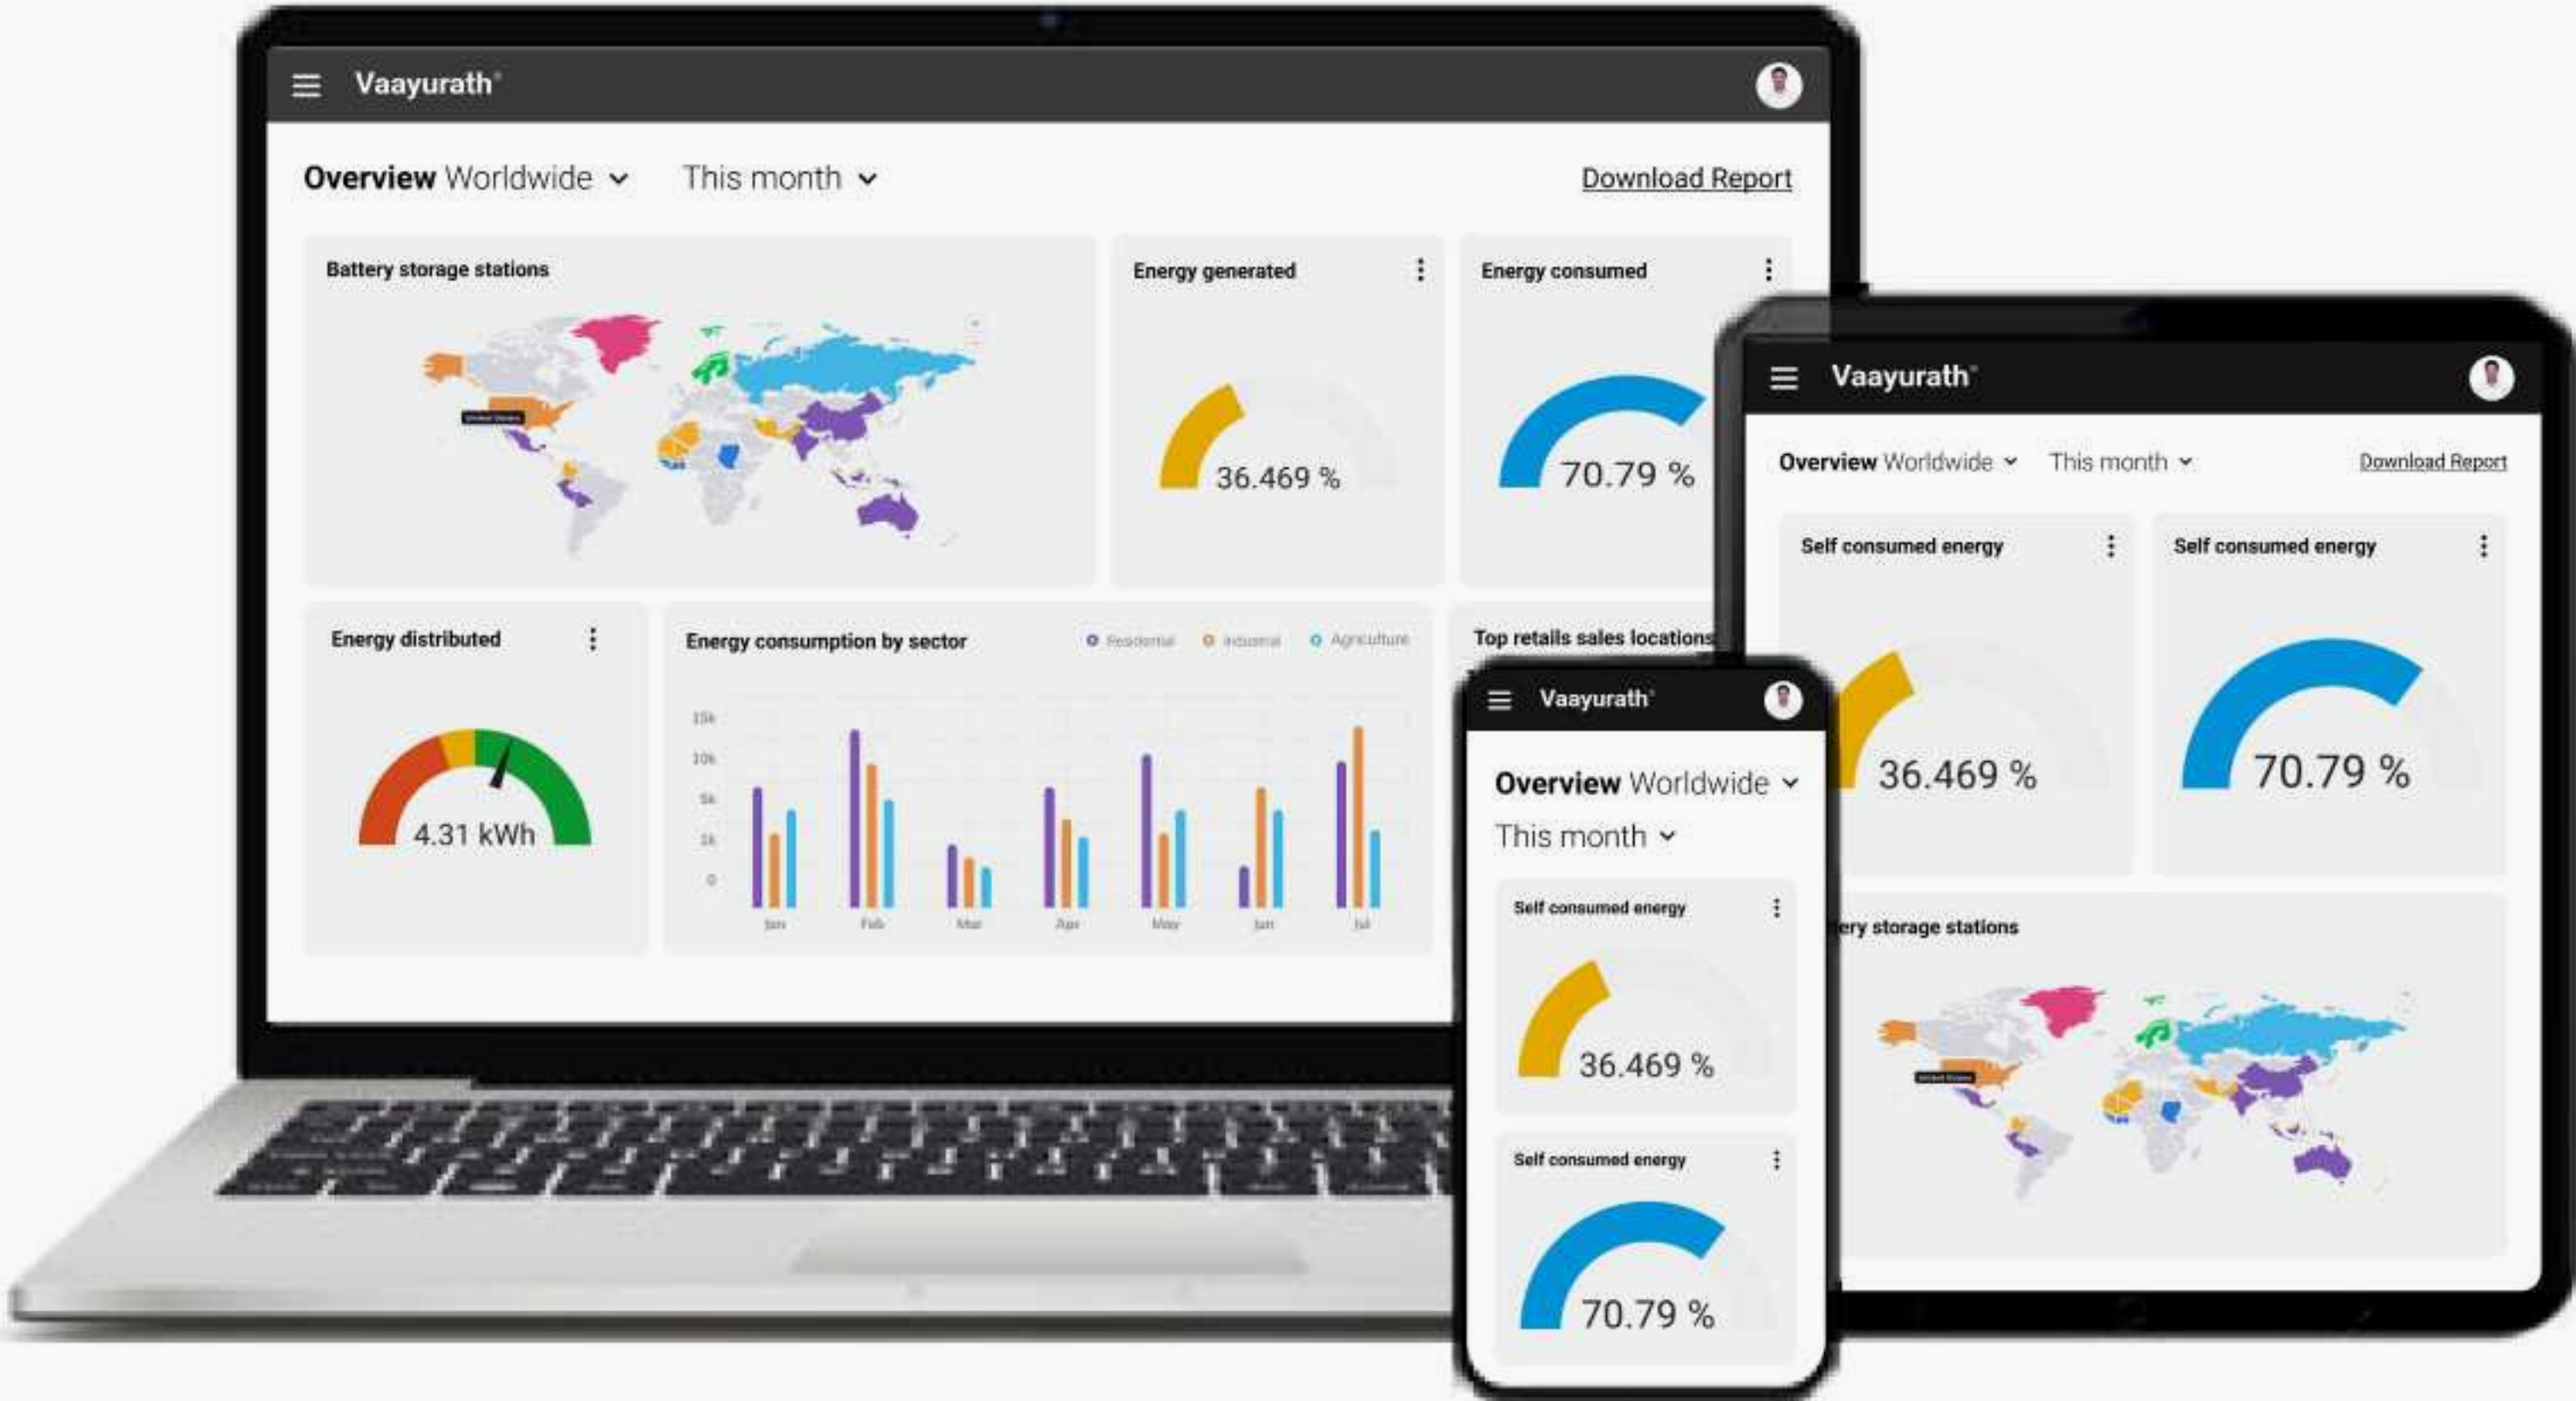 Vaayurath®
Overview Worldwide
This month
Download Report
Battery storage stations
United States
Energy generated
36.469 %
Energy consumed
70.79 %
Energy distributed
4.31 kWh
Energy consumption by sector
Residential
Industrial
Agriculture
15k
10k
5k
1k
0
Jan
Feb
Mar
Apr
May
Jun
Jul
Top retails sales locations
Vaayurath®
Overview Worldwide
This month
Download Report
Self consumed energy
36.469 %
Self consumed energy
70.79 %
ery storage stations
Vaayurath®
Overview Worldwide
This month
Self consumed energy
36.469 %
Self consumed energy
70.79 %